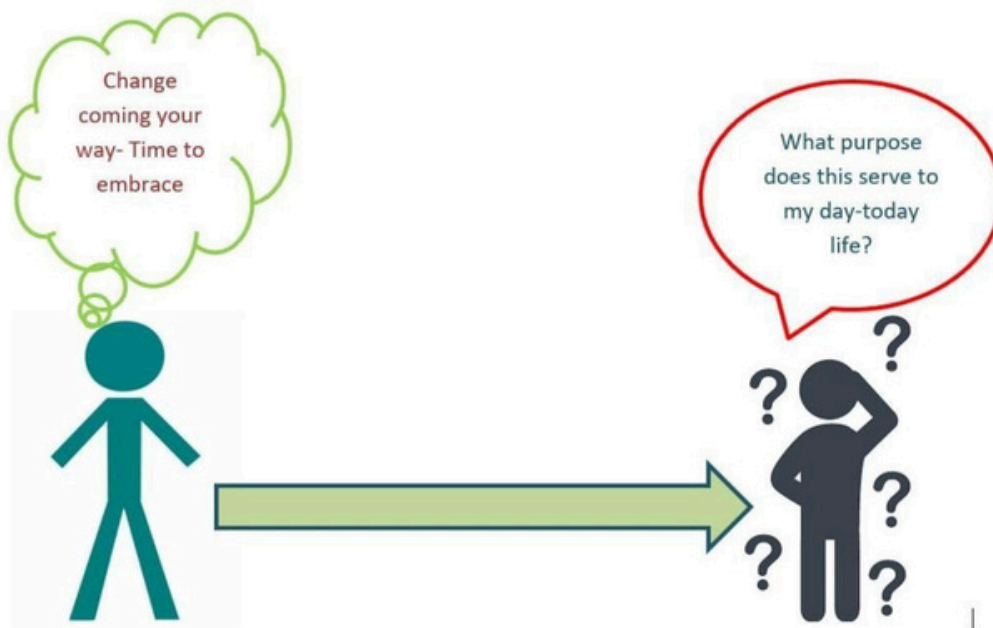 Change
coming your
way- Time to
embrace
What purpose
does this serve to
my day-today
life?
?
?
?
?
?